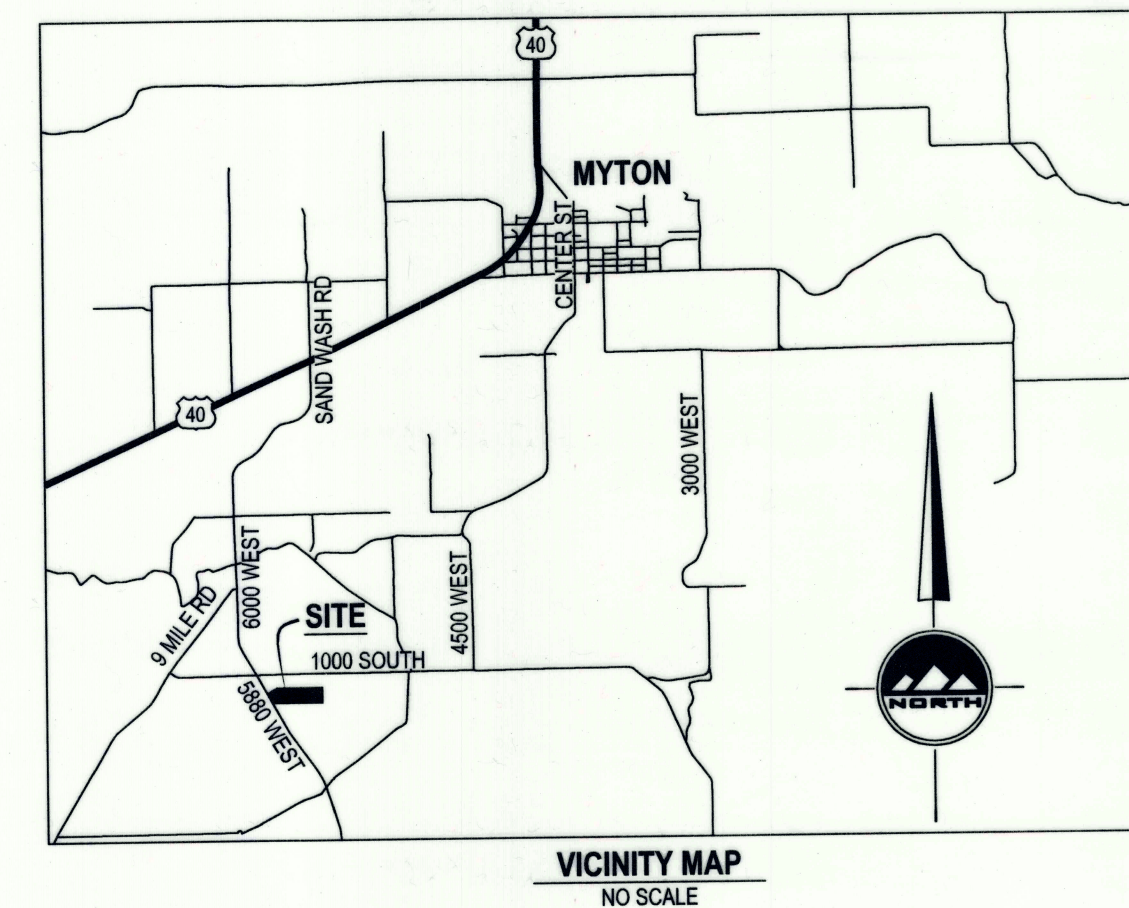 40
MYTON
CENTER ST
SAND WASH RD
40
3000 WEST
6000 WEST
4500 WEST
9 MILE RD
SITE
1000 SOUTH
5880 WEST
NORTH
VICINITY MAP
NO SCALE